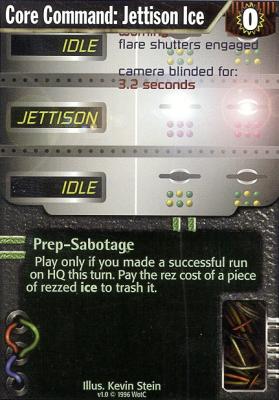 Core Command: Jettison Ice
0
Warning:
flare shutters engaged
IDLE
camera blinded for:
3.2 seconds
JETTISON
IDLE
Prep-Sabotage
Play only if you made a successful run
on HQ this turn. Pay the rez cost of a piece
of rezzed ice to trash it.
Illus. Kevin Stein
v1.0 © 1996 WotC